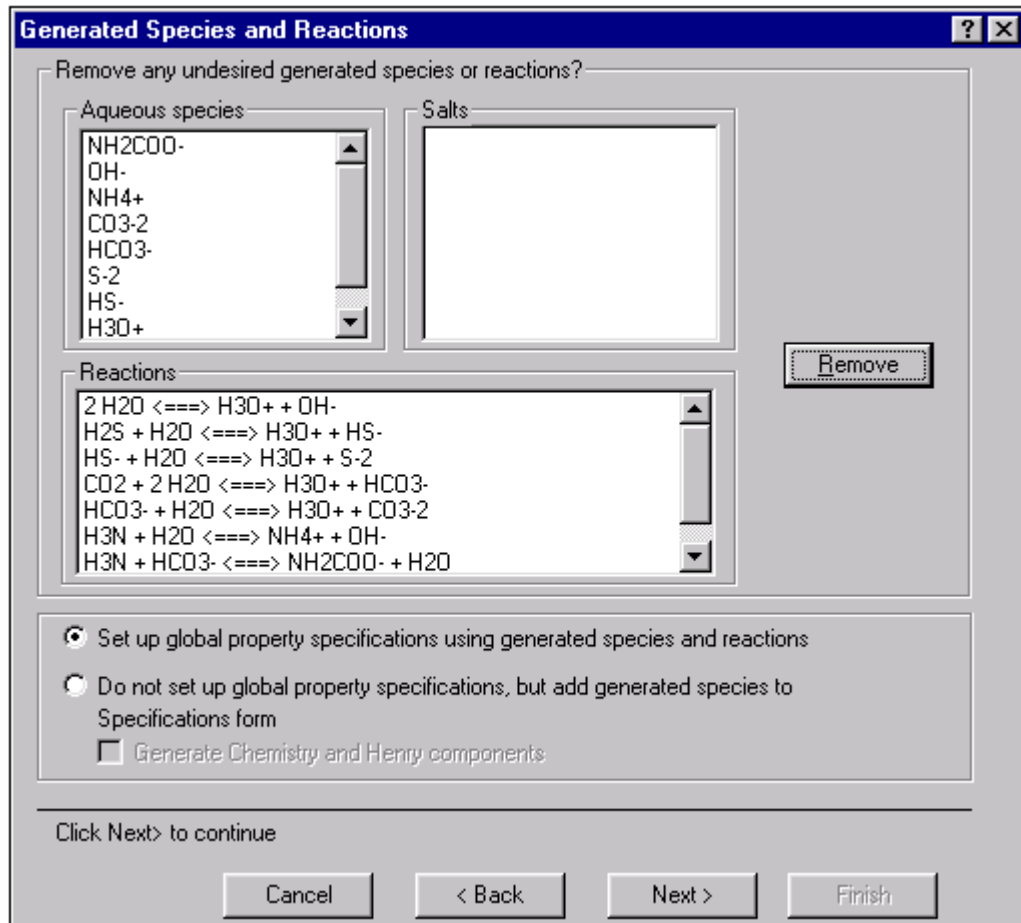 Generated Species and Reactions
Remove any undesired generated species or reactions?
Aqueous species
NH2COO-
OH-
NH4+
CO3-2
HCO3-
S-2
HS-
H3O+
Salts
Remove
Reactions
2 H2O <===> H3O+ + OH-
H2S + H2O <===> H3O+ + HS-
HS- + H2O <===> H3O+ + S-2
CO2 + 2 H2O <===> H3O+ + HCO3-
HCO3- + H2O <===> H3O+ + CO3-2
H3N + H2O <===> NH4+ + OH-
H3N + HCO3- <===> NH2COO- + H2O
Set up global property specifications using generated species and reactions
Do not set up global property specifications, but add generated species to
Specifications form
Generate Chemistry and Henry components
Click Next> to continue
Cancel
< Back
Next >
Finish